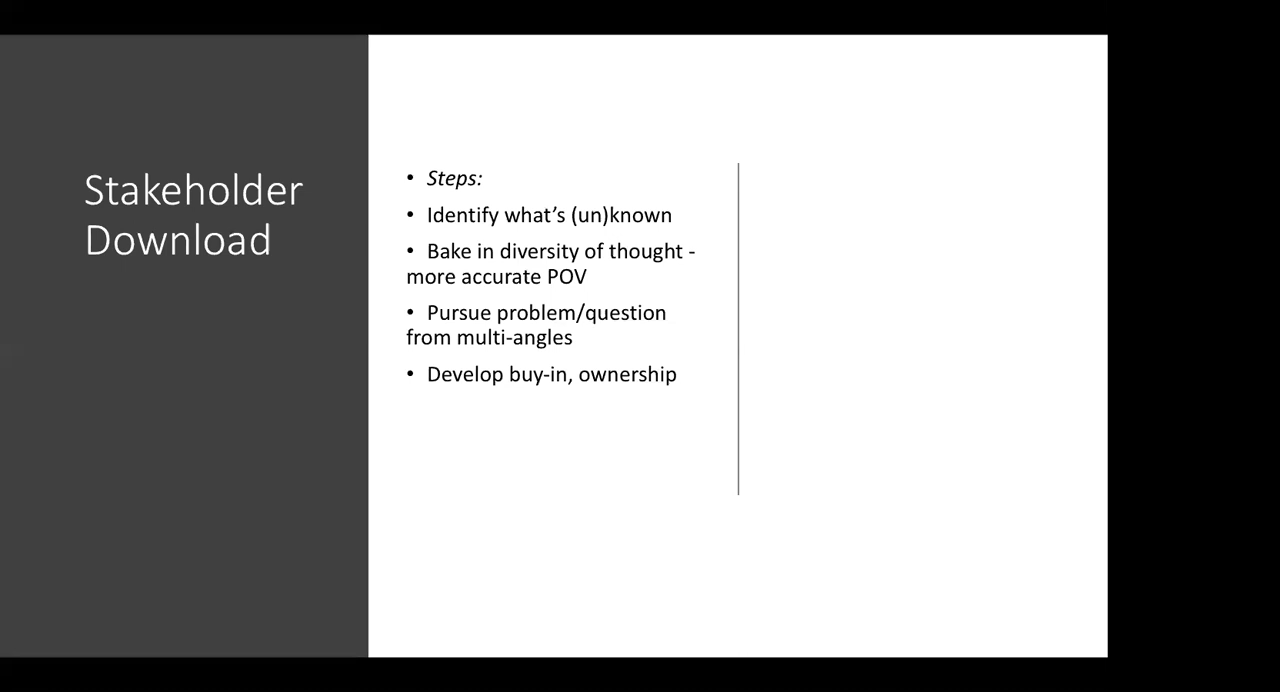 Stakeholder
Download
• Steps:
• Identify what’s (un)known
• Bake in diversity of thought -
more accurate POV
• Pursue problem/question
from multi-angles
• Develop buy-in, ownership